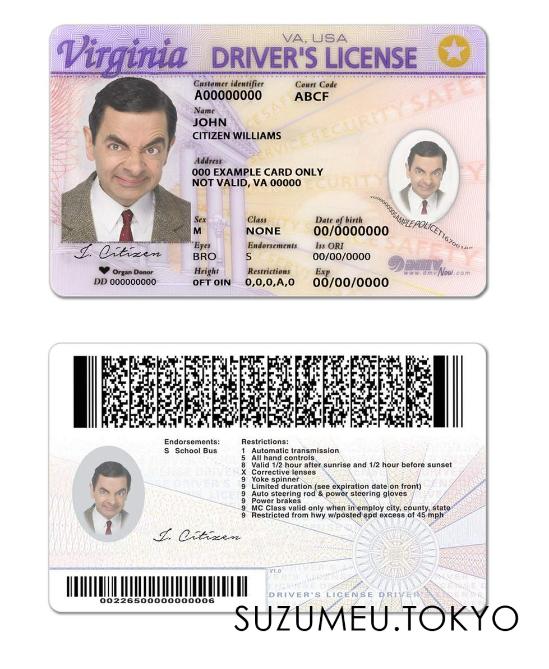 Virginia
VA, USA
DRIVER'S LICENSE
Customer identifier
Court Code
A00000000
ABCF
Name
JOHN
CITIZEN WILLIAMS
Address
000 EXAMPLE CARD ONLY
NOT VALID, VA 00000
Sex
Class
Date of birth
M
NONE
00/0000000
Eyes
Endorsements
Iss ORI
BRO
S
00/00/0000
Height
Restrictions
Exp
0FT 0IN
0,0,0,A,0
00/00/0000
J. Citizen
Organ Donor
DD 000000000
dmv
www.dmvNow.com
Endorsements:
S School Bus
Restrictions:
1 Automatic transmission
5 All hand controls
8 Valid 1/2 hour after sunrise and 1/2 hour before sunset
X Corrective lenses
9 Yoke spinner
9 Limited duration (see expiration date on front)
9 Auto steering rod & power steering gloves
9 Power brakes
9 MC Class valid only when in employ city, county, state
9 Restricted from hwy w/posted spd excess of 45 mph
J. Citizen
V1.0
DRIVER'S LICENSE DRIVER'S
00226500000000006
SUZUMEU.TOKYO